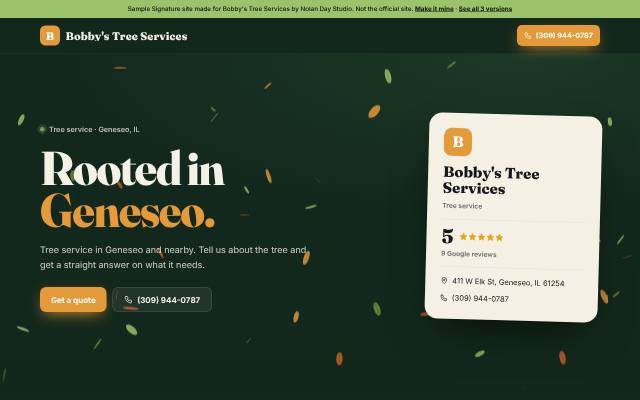 Sample Signature site made for Bobby's Tree Services by Nolan Day Studio. Not the official site. Make it mine · See all 3 versions
B Bobby's Tree Services
(309) 944-0787
Tree service · Geneseo, IL
Rooted in
Geneseo.
Tree service in Geneseo and nearby. Tell us about the tree and
get a straight answer on what it needs.
Get a quote
(309) 944-0787
B
Bobby's Tree
Services
Tree service
5 ★★★★★
9 Google reviews
411 W Elk St, Geneseo, IL 61254
(309) 944-0787